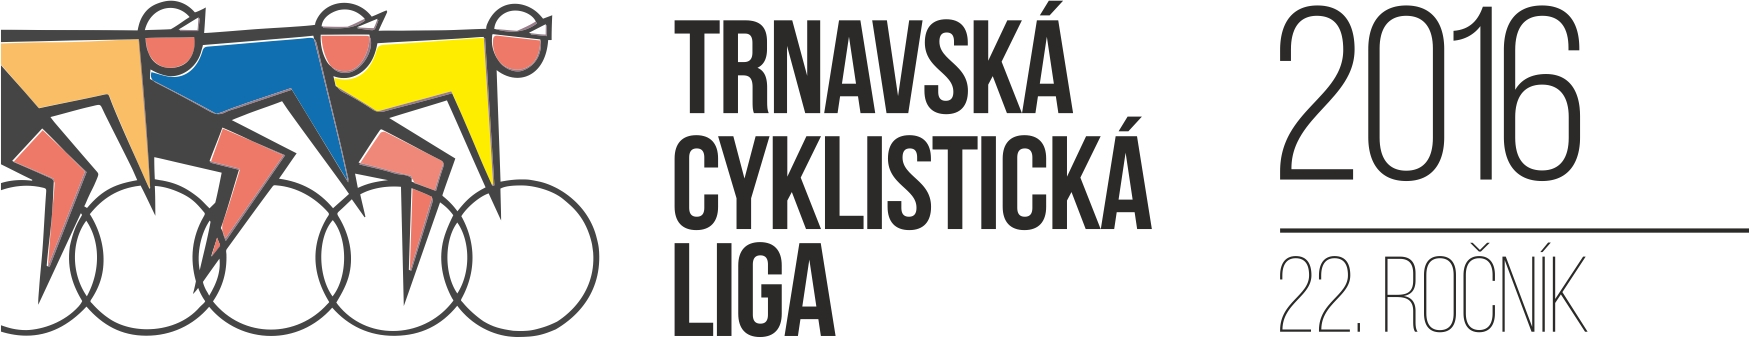 TRNAVSKÁ
CYKLISTICKÁ
LIGA
2016
22. ROČNÍK